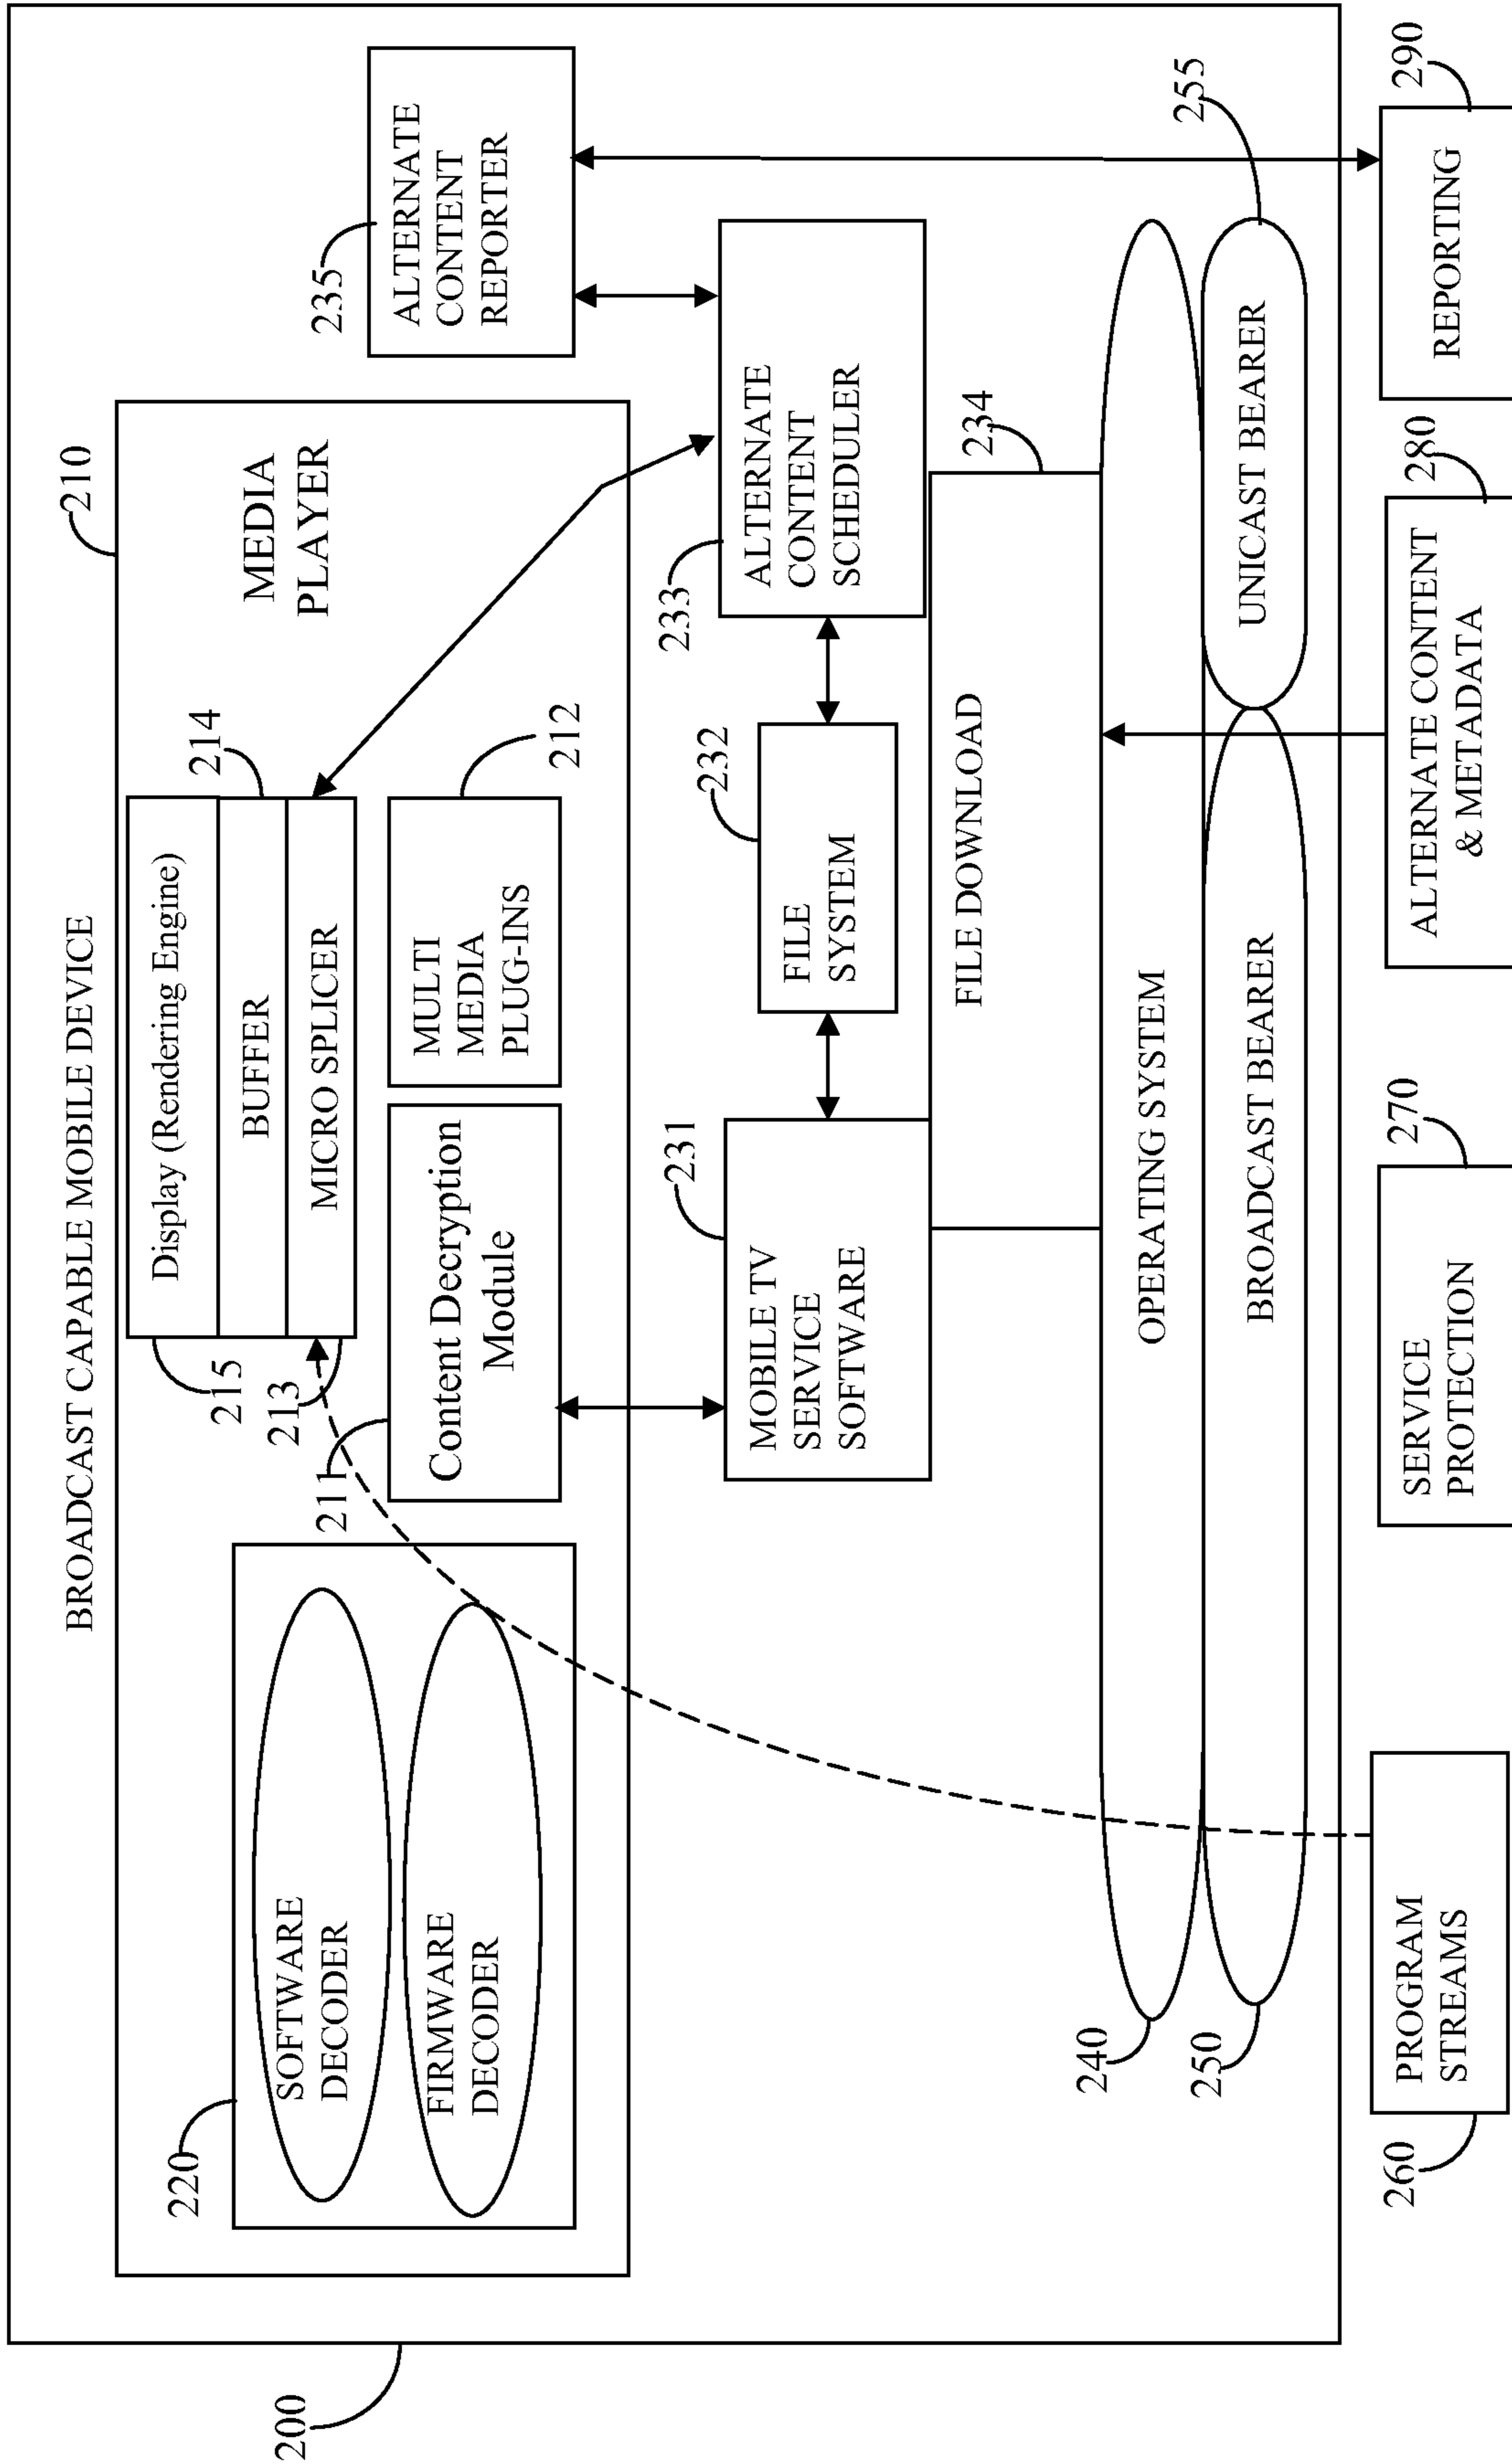 BROADCAST CAPABLE MOBILE DEVICE
200
210
MEDIA
PLAYER
220
SOFTWARE
DECODER
FIRMWARE
DECODER
215
Display (Rendering Engine)
214
BUFFER
213
MICRO SPLICER
211
Content Decryption
Module
212
MULTI
MEDIA
PLUG-INS
235
ALTERNATE
CONTENT
REPORTER
231
MOBILE TV
SERVICE
SOFTWARE
232
FILE
SYSTEM
233
ALTERNATE
CONTENT
SCHEDULER
234
FILE DOWNLOAD
240
OPERATING SYSTEM
250
BROADCAST BEARER
255
UNICAST BEARER
260
PROGRAM
STREAMS
270
SERVICE
PROTECTION
280
ALTERNATE CONTENT
& METADATA
290
REPORTING